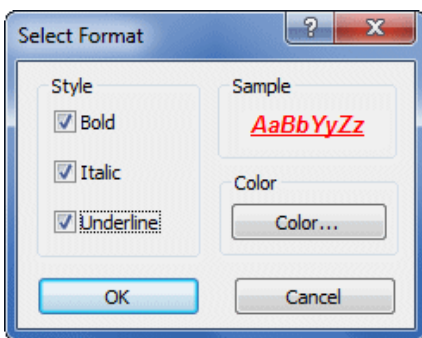 Select Format
?
X
Style
Bold
Italic
Underline
Sample
AaBbYyZz
Color
Color...
OK
Cancel